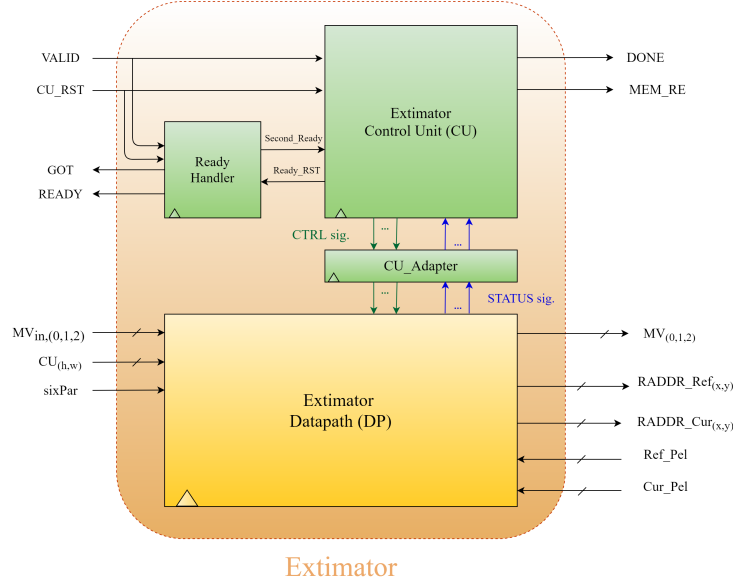 VALID
DONE
CU_RST
MEM_RE
Extimator
Control Unit (CU)
Second_Ready
Ready
Handler
GOT
Ready_RST
READY
...
CTRL sig.
...
CU_Adapter
...
STATUS sig.
...
MVin,(0,1,2)
MV(0,1,2)
CU(h,w)
sixPar
RADDR_Ref(x,y)
Extimator
Datapath (DP)
RADDR_Cur(x,y)
Ref_Pel
Cur_Pel
Extimator